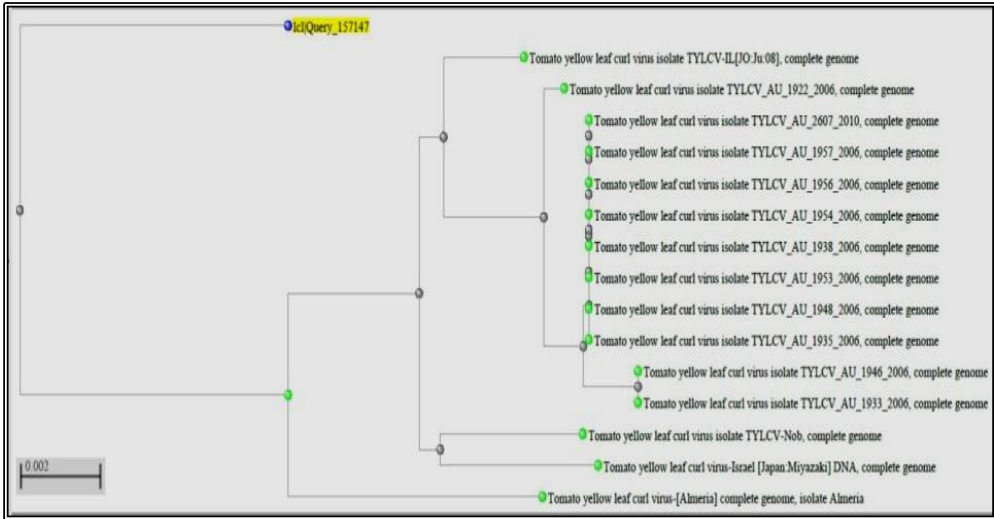 lcl|Query_157147
Tomato yellow leaf curl virus isolate TYLCV-IL[JO:Ju:08], complete genome
Tomato yellow leaf curl virus isolate TYLCV_AU_1922_2006, complete genome
Tomato yellow leaf curl virus isolate TYLCV_AU_2607_2010, complete genome
Tomato yellow leaf curl virus isolate TYLCV_AU_1957_2006, complete genome
Tomato yellow leaf curl virus isolate TYLCV_AU_1956_2006, complete genome
Tomato yellow leaf curl virus isolate TYLCV_AU_1954_2006, complete genome
Tomato yellow leaf curl virus isolate TYLCV_AU_1938_2006, complete genome
Tomato yellow leaf curl virus isolate TYLCV_AU_1953_2006, complete genome
Tomato yellow leaf curl virus isolate TYLCV_AU_1948_2006, complete genome
Tomato yellow leaf curl virus isolate TYLCV_AU_1935_2006, complete genome
Tomato yellow leaf curl virus isolate TYLCV_AU_1946_2006, complete genome
Tomato yellow leaf curl virus isolate TYLCV_AU_1933_2006, complete genome
Tomato yellow leaf curl virus isolate TYLCV-Nob, complete genome
Tomato yellow leaf curl virus-Israel [Japan:Miyazaki] DNA, complete genome
0.002
Tomato yellow leaf curl virus-[Almeria] complete genome, isolate Almeria